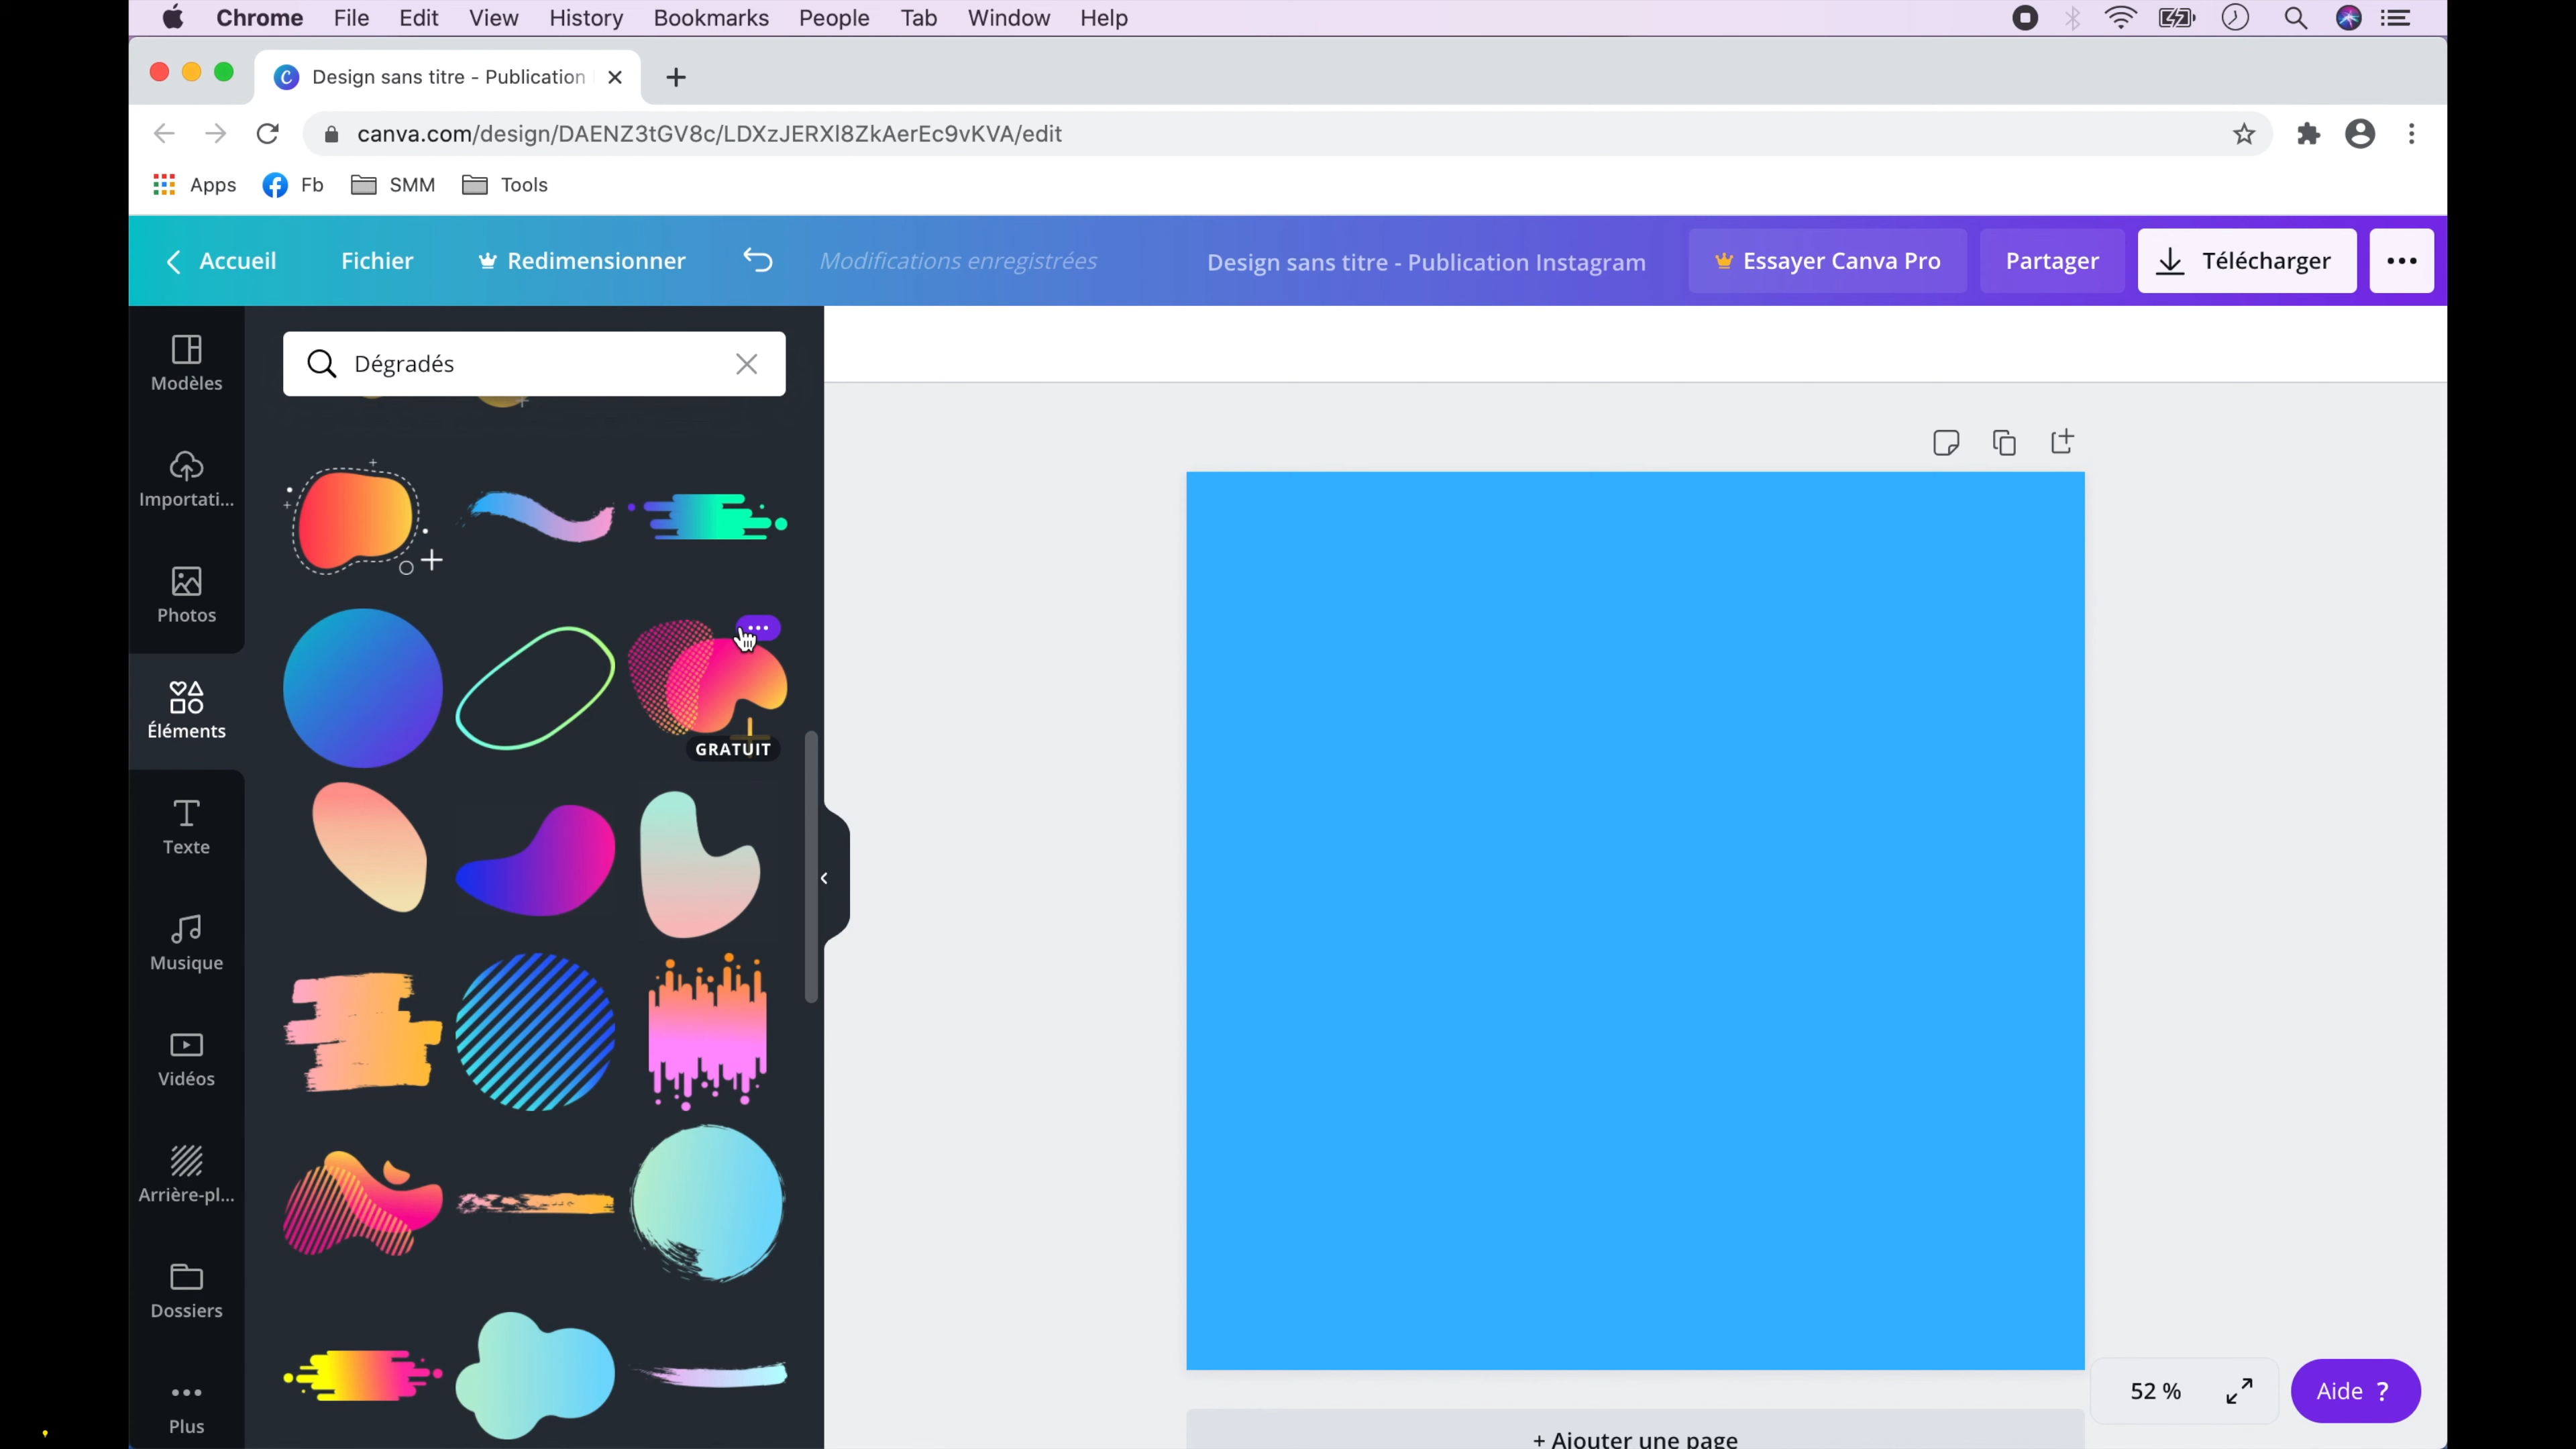 Chrome File Edit View History Bookmarks People Tab Window Help
Design sans titre - Publication
canva.com/design/DAENZ3tGV8c/LDXzJERXl8ZkAerEc9vKVA/edit
Apps Fb SMM Tools
Accueil Fichier Redimensionner Modifications enregistrées Design sans titre - Publication Instagram Essayer Canva Pro Partager Télécharger
Dégradés
Modèles
Importati...
Photos
Éléments
GRATUIT
Texte
Musique
Vidéos
Arrière-pl...
Dossiers
Plus
52 %
Aide ?
+ Ajouter une page